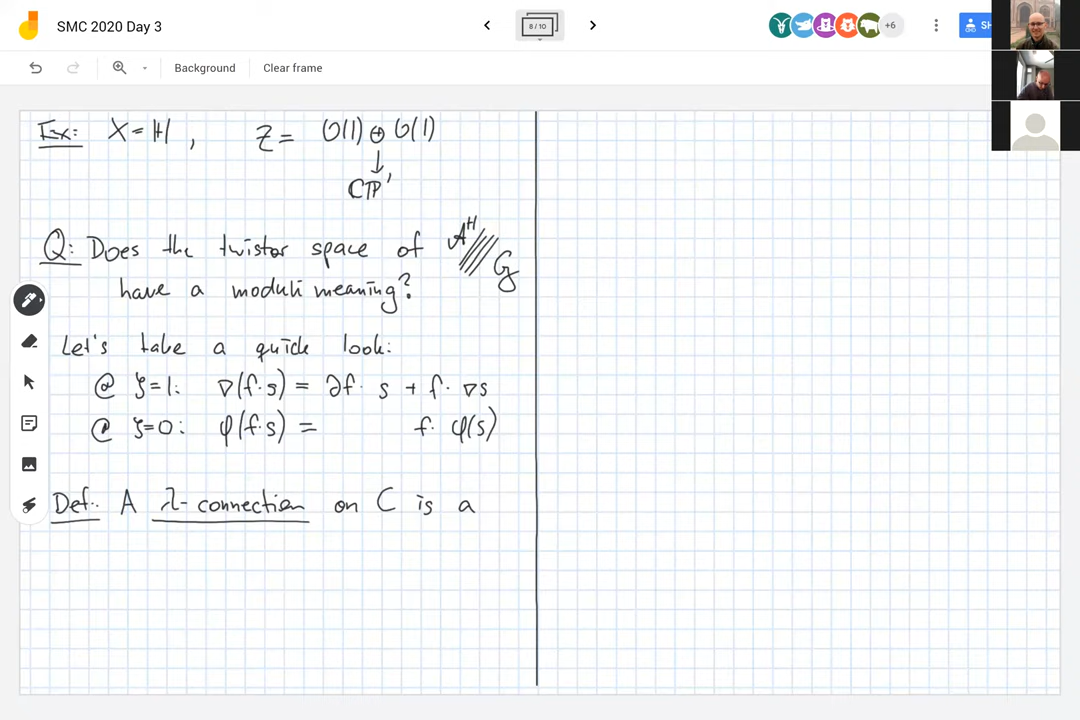 SMC 2020 Day 3
8 / 10
+6
Background
Clear frame
Ex: X = ℍ, Z = O(1) ⊕ O(1)
↓
ℂℙ¹
Q: Does the twistor space of A^ℍ //// G
have a moduli meaning?
Let's take a quick look:
@ ζ=1: ∇(f·s) = ∂f · s + f · ∇s
@ ζ=0: φ(f·s) = f · φ(s)
Def: A λ-connection on C is a